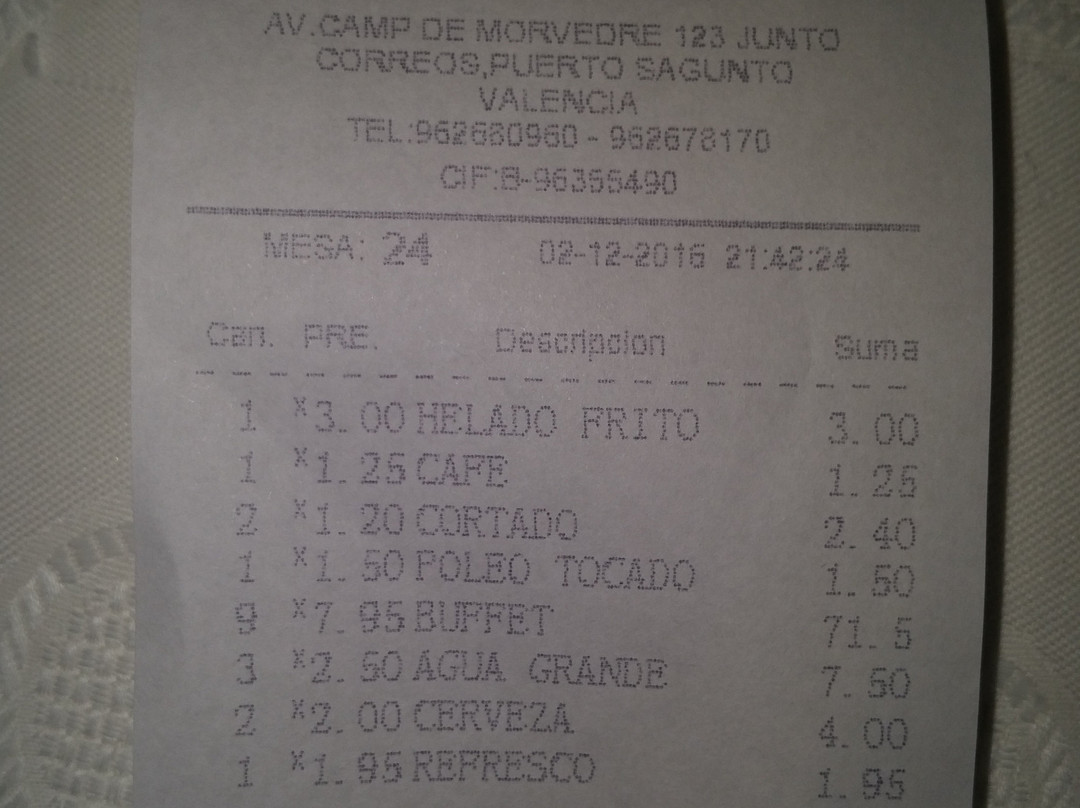 AV.CAMP DE MORVEDRE 123 JUNTO
CORREOS,PUERTO SAGUNTO
VALENCIA
TEL:962680960 - 962678170
CIF:B-96355490
MESA: 24 02-12-2016 21:42:24
Can. PRE. Descripcion Suma
1 x3.00 HELADO FRITO 3.00
1 x1.25 CAFE 1.25
2 x1.20 CORTADO 2.40
1 x1.50 POLEO TOCADO 1.50
9 x7.95 BUFFET 71.5
3 x2.50 AGUA GRANDE 7.50
2 x2.00 CERVEZA 4.00
1 x1.95 REFRESCO 1.95